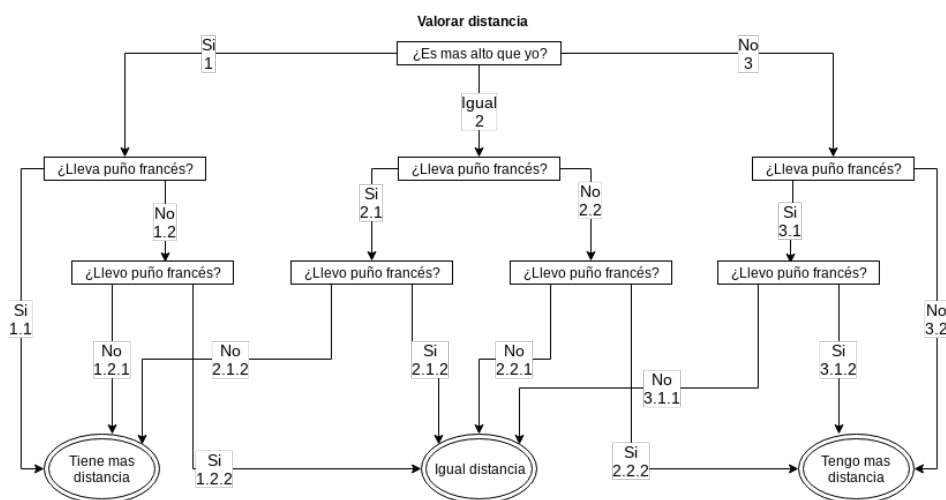 Valorar distancia
Si
1
¿Es mas alto que yo?
No
3
Igual
2
¿Lleva puño francés?
¿Lleva puño francés?
¿Lleva puño francés?
No
1.2
Si
2.1
No
2.2
Si
3.1
¿Llevo puño francés?
¿Llevo puño francés?
¿Llevo puño francés?
¿Llevo puño francés?
Si
1.1
No
3.2
No
1.2.1
No
2.1.2
Si
2.1.2
No
2.2.1
No
3.1.1
Si
3.1.2
Si
1.2.2
Si
2.2.2
Tiene mas
distancia
Igual distancia
Tengo mas
distancia